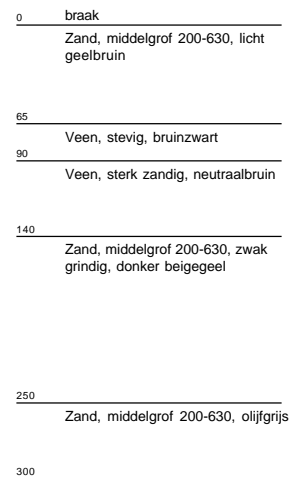 0 braak
Zand, middelgrof 200-630, licht
geelbruin
65
Veen, stevig, bruinzwart
90
Veen, sterk zandig, neutraalbruin
140
Zand, middelgrof 200-630, zwak
grindig, donker beigegeel
250
Zand, middelgrof 200-630, olijfgrijs
300